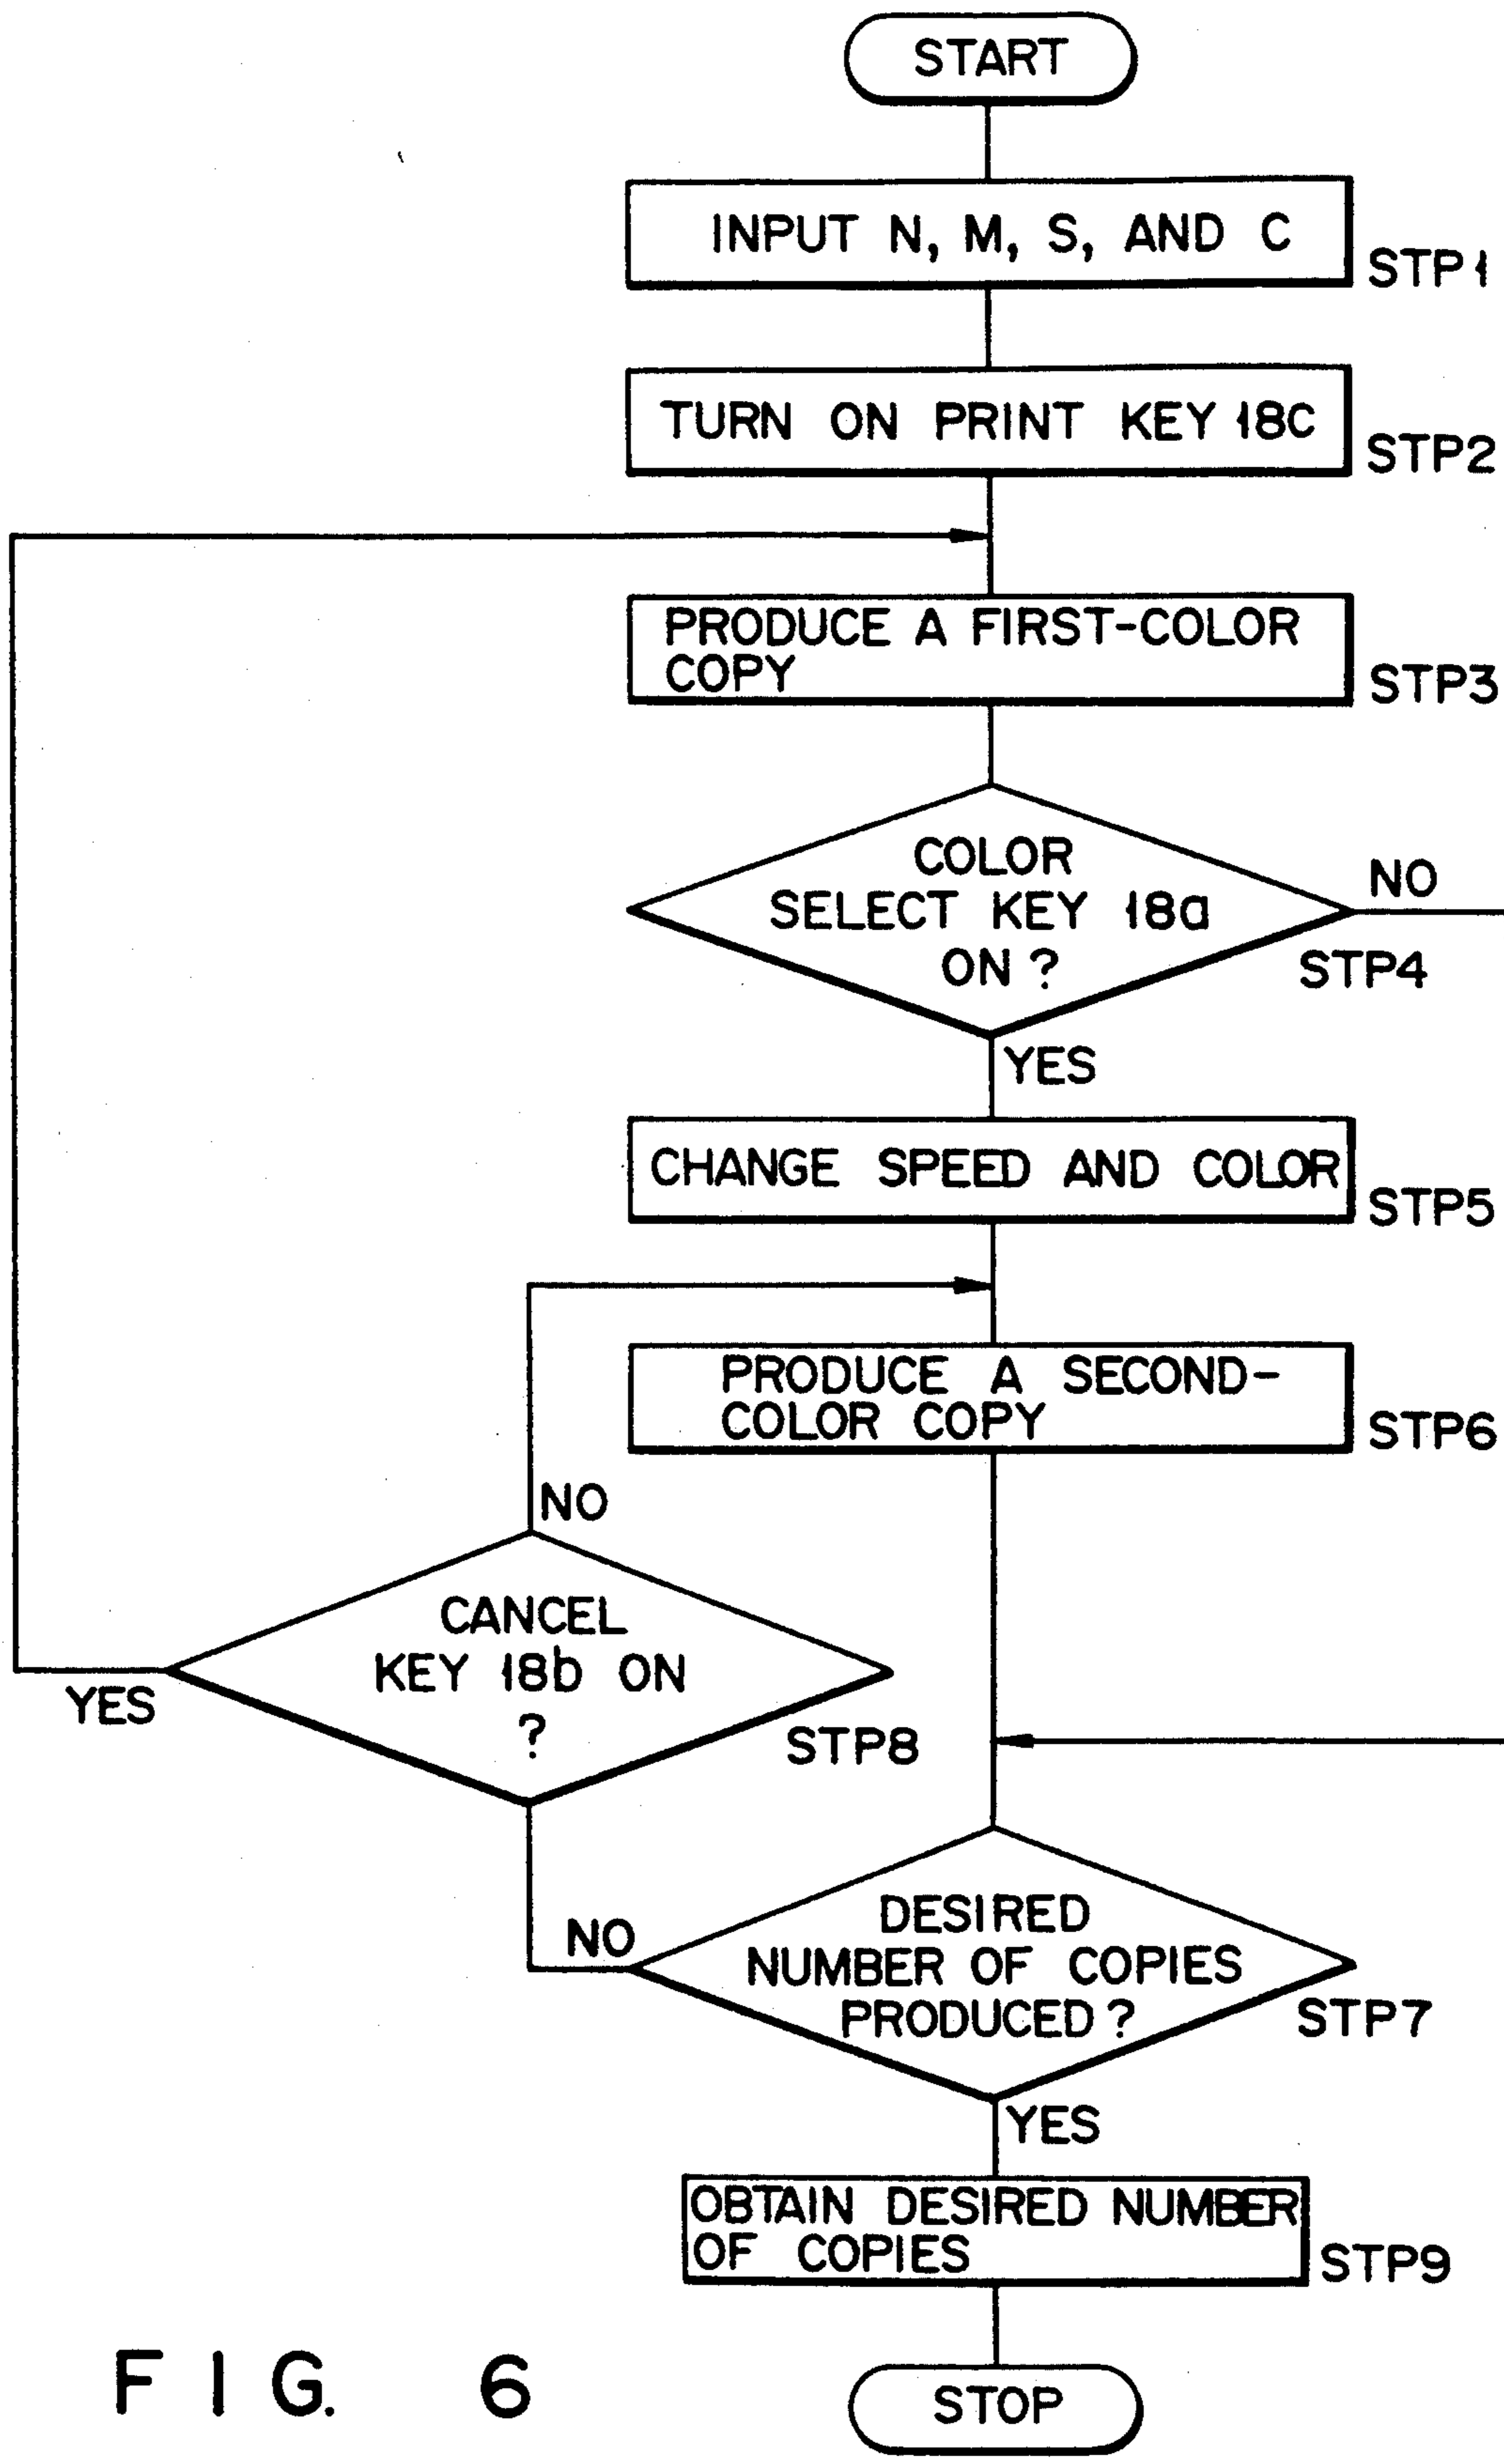 START
INPUT N, M, S, AND C
STP1
TURN ON PRINT KEY 18C
STP2
PRODUCE A FIRST-COLOR
COPY
STP3
COLOR
SELECT KEY 18a
ON ?
NO
STP4
YES
CHANGE SPEED AND COLOR
STP5
PRODUCE A SECOND-
COLOR COPY
STP6
NO
CANCEL
KEY 18b ON
?
YES
STP8
DESIRED
NUMBER OF COPIES
PRODUCED ?
NO
STP7
YES
OBTAIN DESIRED NUMBER
OF COPIES
STP9
STOP
FIG. 6